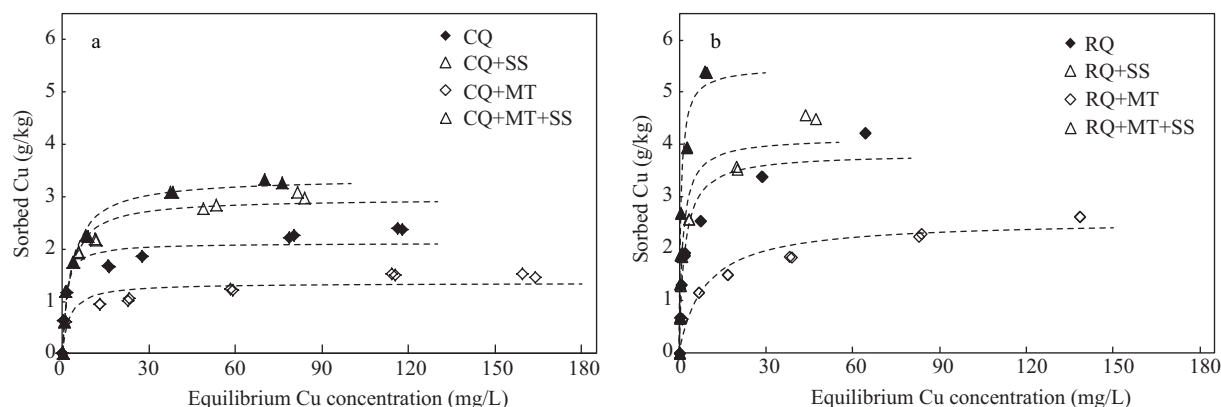 a
CQ
CQ+SS
CQ+MT
CQ+MT+SS
Sorbed Cu (g/kg)
6
5
4
3
2
1
0
0 30 60 90 120 150 180
Equilibrium Cu concentration (mg/L)
b
RQ
RQ+SS
RQ+MT
RQ+MT+SS
Sorbed Cu (g/kg)
6
5
4
3
2
1
0
0 30 60 90 120 150 180
Equilibrium Cu concentration (mg/L)